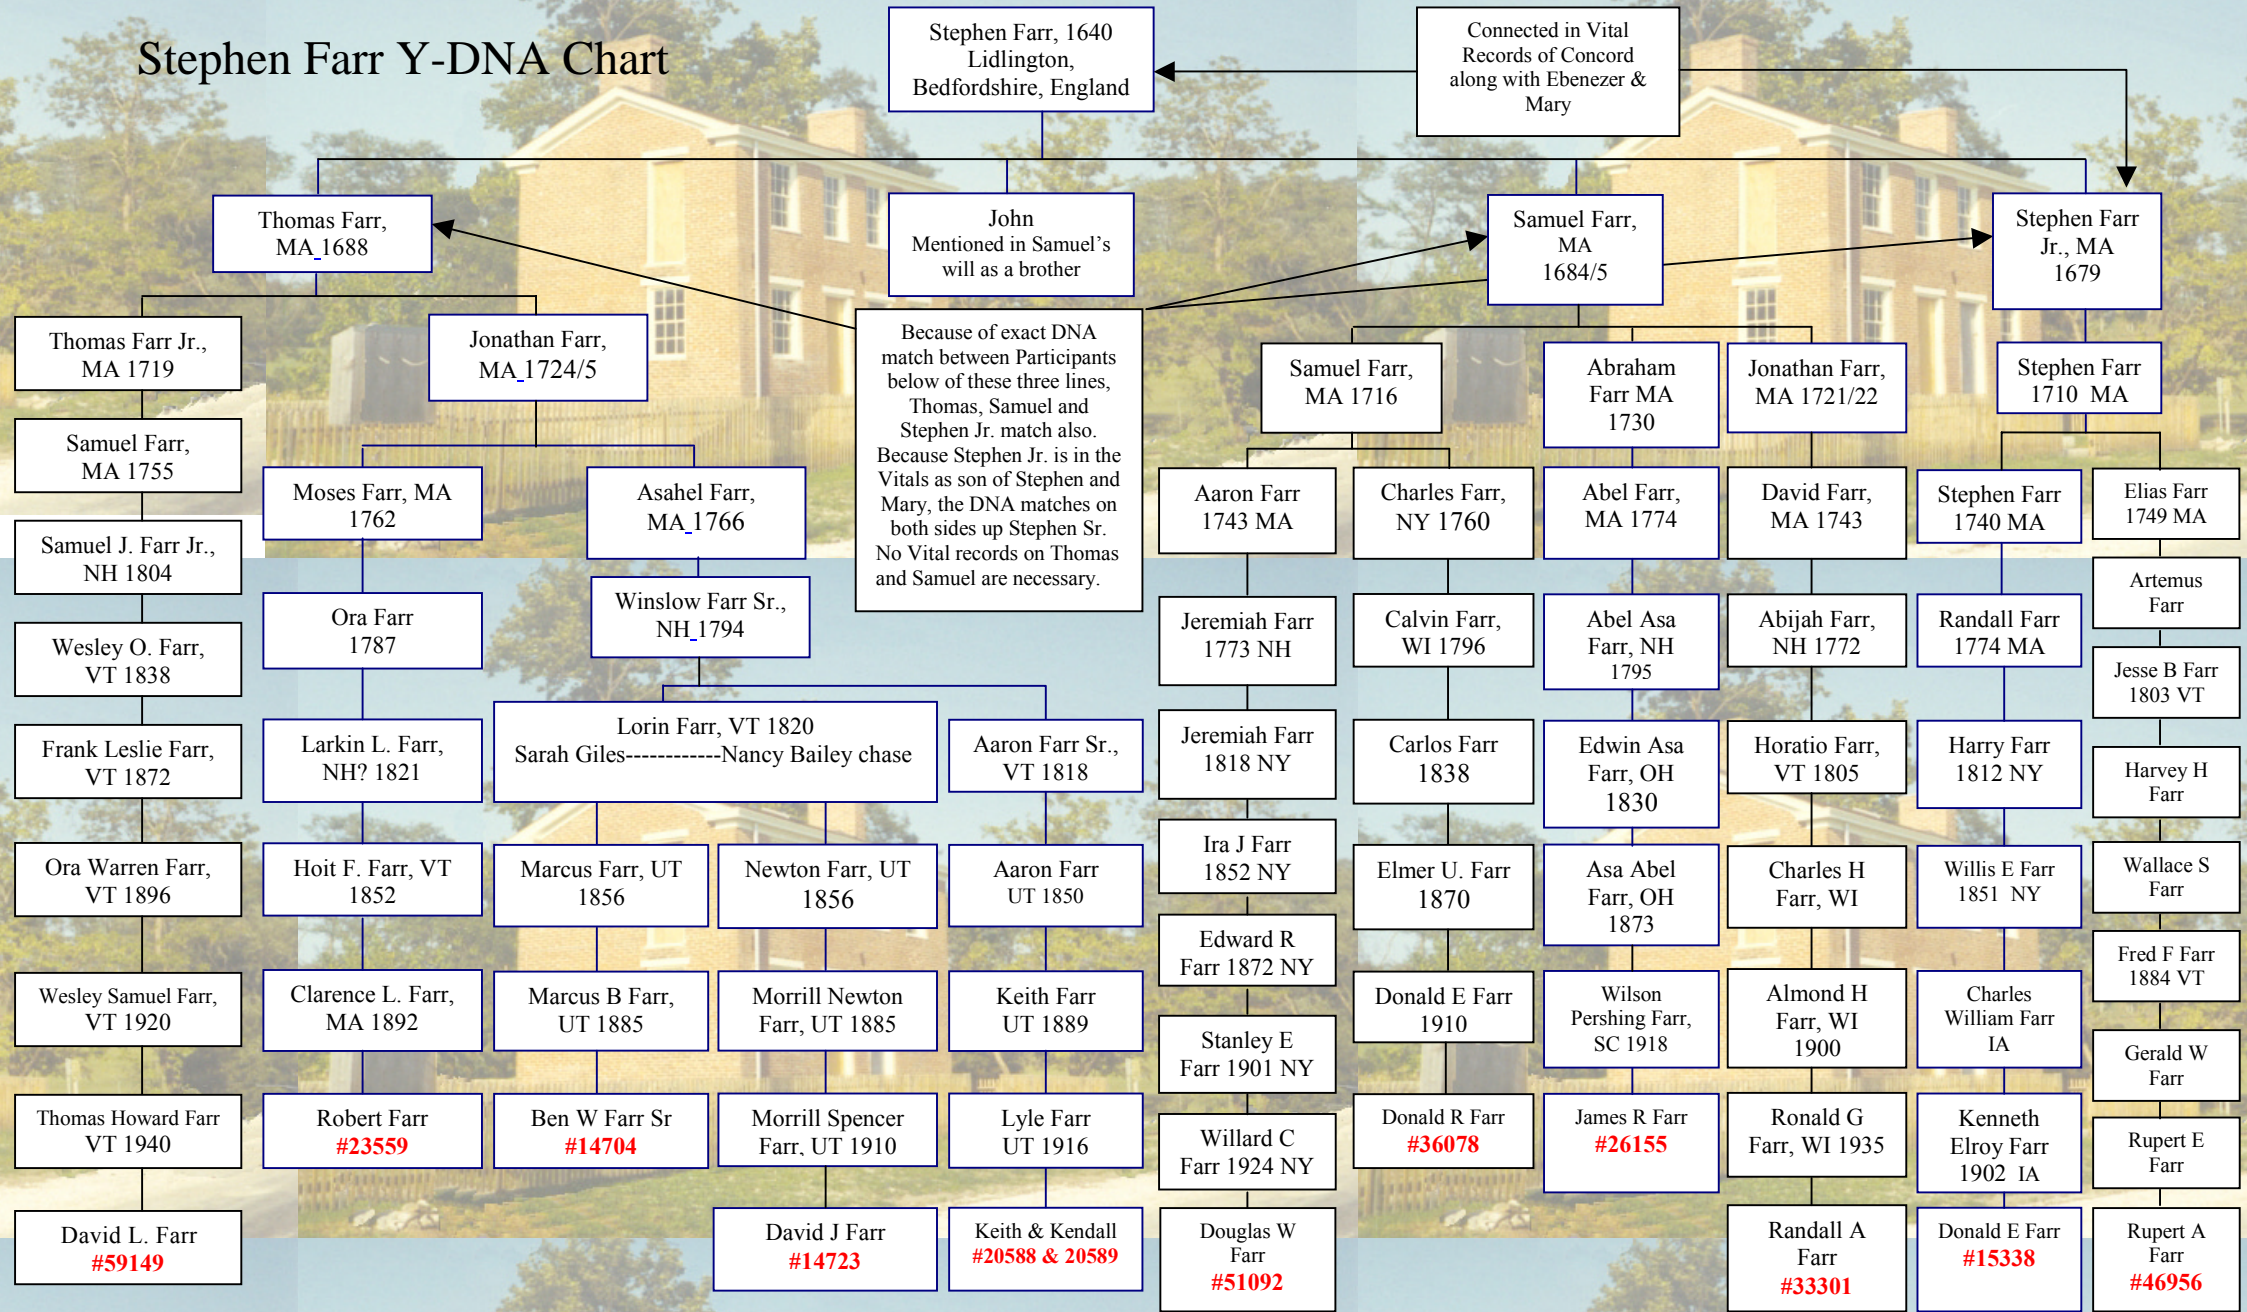 Stephen Farr Y-DNA Chart
Stephen Farr, 1640
Lidlington,
Bedfordshire, England
Connected in Vital
Records of Concord
along with Ebenezer &
Mary
Thomas Farr,
MA 1688
John
Mentioned in Samuel’s
will as a brother
Samuel Farr,
MA
1684/5
Stephen Farr
Jr., MA
1679
Because of exact DNA
match between Participants
below of these three lines,
Thomas, Samuel and
Stephen Jr. match also.
Because Stephen Jr. is in the
Vitals as son of Stephen and
Mary, the DNA matches on
both sides up Stephen Sr.
No Vital records on Thomas
and Samuel are necessary.
Thomas Farr Jr.,
MA 1719
Samuel Farr,
MA 1755
Samuel J. Farr Jr.,
NH 1804
Wesley O. Farr,
VT 1838
Frank Leslie Farr,
VT 1872
Ora Warren Farr,
VT 1896
Wesley Samuel Farr,
VT 1920
Thomas Howard Farr
VT 1940
David L. Farr
#59149
Jonathan Farr,
MA 1724/5
Moses Farr, MA
1762
Ora Farr
1787
Larkin L. Farr,
NH? 1821
Hoit F. Farr, VT
1852
Clarence L. Farr,
MA 1892
Robert Farr
#23559
Asahel Farr,
MA 1766
Winslow Farr Sr.,
NH 1794
Lorin Farr, VT 1820
Sarah Giles------------Nancy Bailey chase
Marcus Farr, UT
1856
Marcus B Farr,
UT 1885
Ben W Farr Sr
#14704
Newton Farr, UT
1856
Morrill Newton
Farr, UT 1885
Morrill Spencer
Farr, UT 1910
David J Farr
#14723
Aaron Farr Sr.,
VT 1818
Aaron Farr
UT 1850
Keith Farr
UT 1889
Lyle Farr
UT 1916
Keith & Kendall
#20588 & 20589
Samuel Farr,
MA 1716
Aaron Farr
1743 MA
Jeremiah Farr
1773 NH
Jeremiah Farr
1818 NY
Ira J Farr
1852 NY
Edward R
Farr 1872 NY
Stanley E
Farr 1901 NY
Willard C
Farr 1924 NY
Douglas W
Farr
#51092
Charles Farr,
NY 1760
Calvin Farr,
WI 1796
Carlos Farr
1838
Elmer U. Farr
1870
Donald E Farr
1910
Donald R Farr
#36078
Abraham
Farr MA
1730
Abel Farr,
MA 1774
Abel Asa
Farr, NH
1795
Edwin Asa
Farr, OH
1830
Asa Abel
Farr, OH
1873
Wilson
Pershing Farr,
SC 1918
James R Farr
#26155
Jonathan Farr,
MA 1721/22
David Farr,
MA 1743
Abijah Farr,
NH 1772
Horatio Farr,
VT 1805
Charles H
Farr, WI
Almond H
Farr, WI
1900
Ronald G
Farr, WI 1935
Randall A
Farr
#33301
Stephen Farr
1710 MA
Stephen Farr
1740 MA
Randall Farr
1774 MA
Harry Farr
1812 NY
Willis E Farr
1851 NY
Charles
William Farr
IA
Kenneth
Elroy Farr
1902 IA
Donald E Farr
#15338
Elias Farr
1749 MA
Artemus
Farr
Jesse B Farr
1803 VT
Harvey H
Farr
Wallace S
Farr
Fred F Farr
1884 VT
Gerald W
Farr
Rupert E
Farr
Rupert A
Farr
#46956